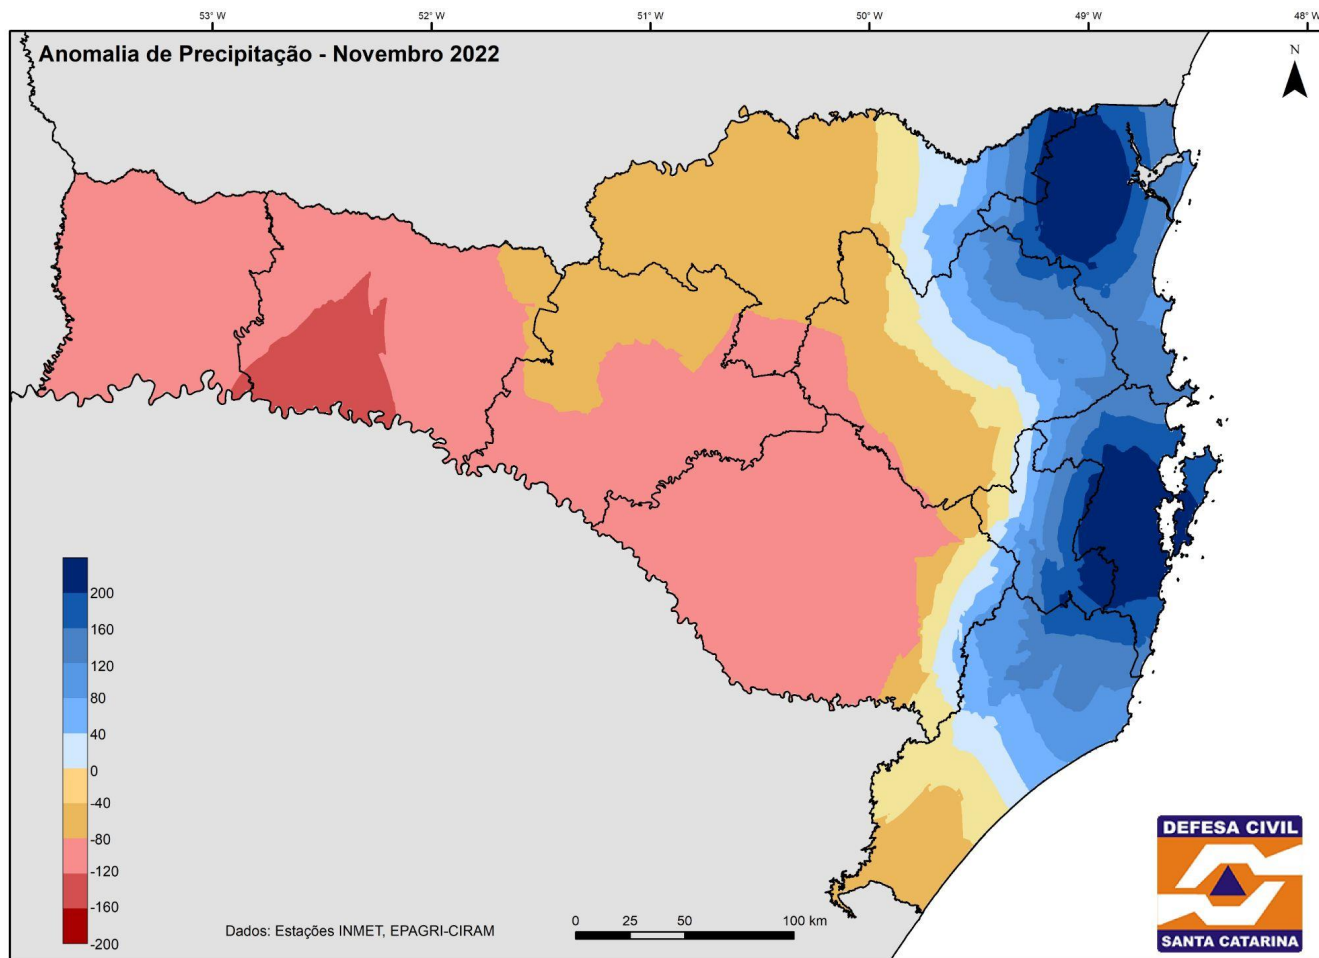 53° W
52° W
51° W
50° W
49° W
48° W
Anomalia de Precipitação - Novembro 2022
N
200
160
120
80
40
0
-40
-80
-120
-160
-200
Dados: Estações INMET, EPAGRI-CIRAM
0 25 50 100 km
DEFESA CIVIL
SANTA CATARINA